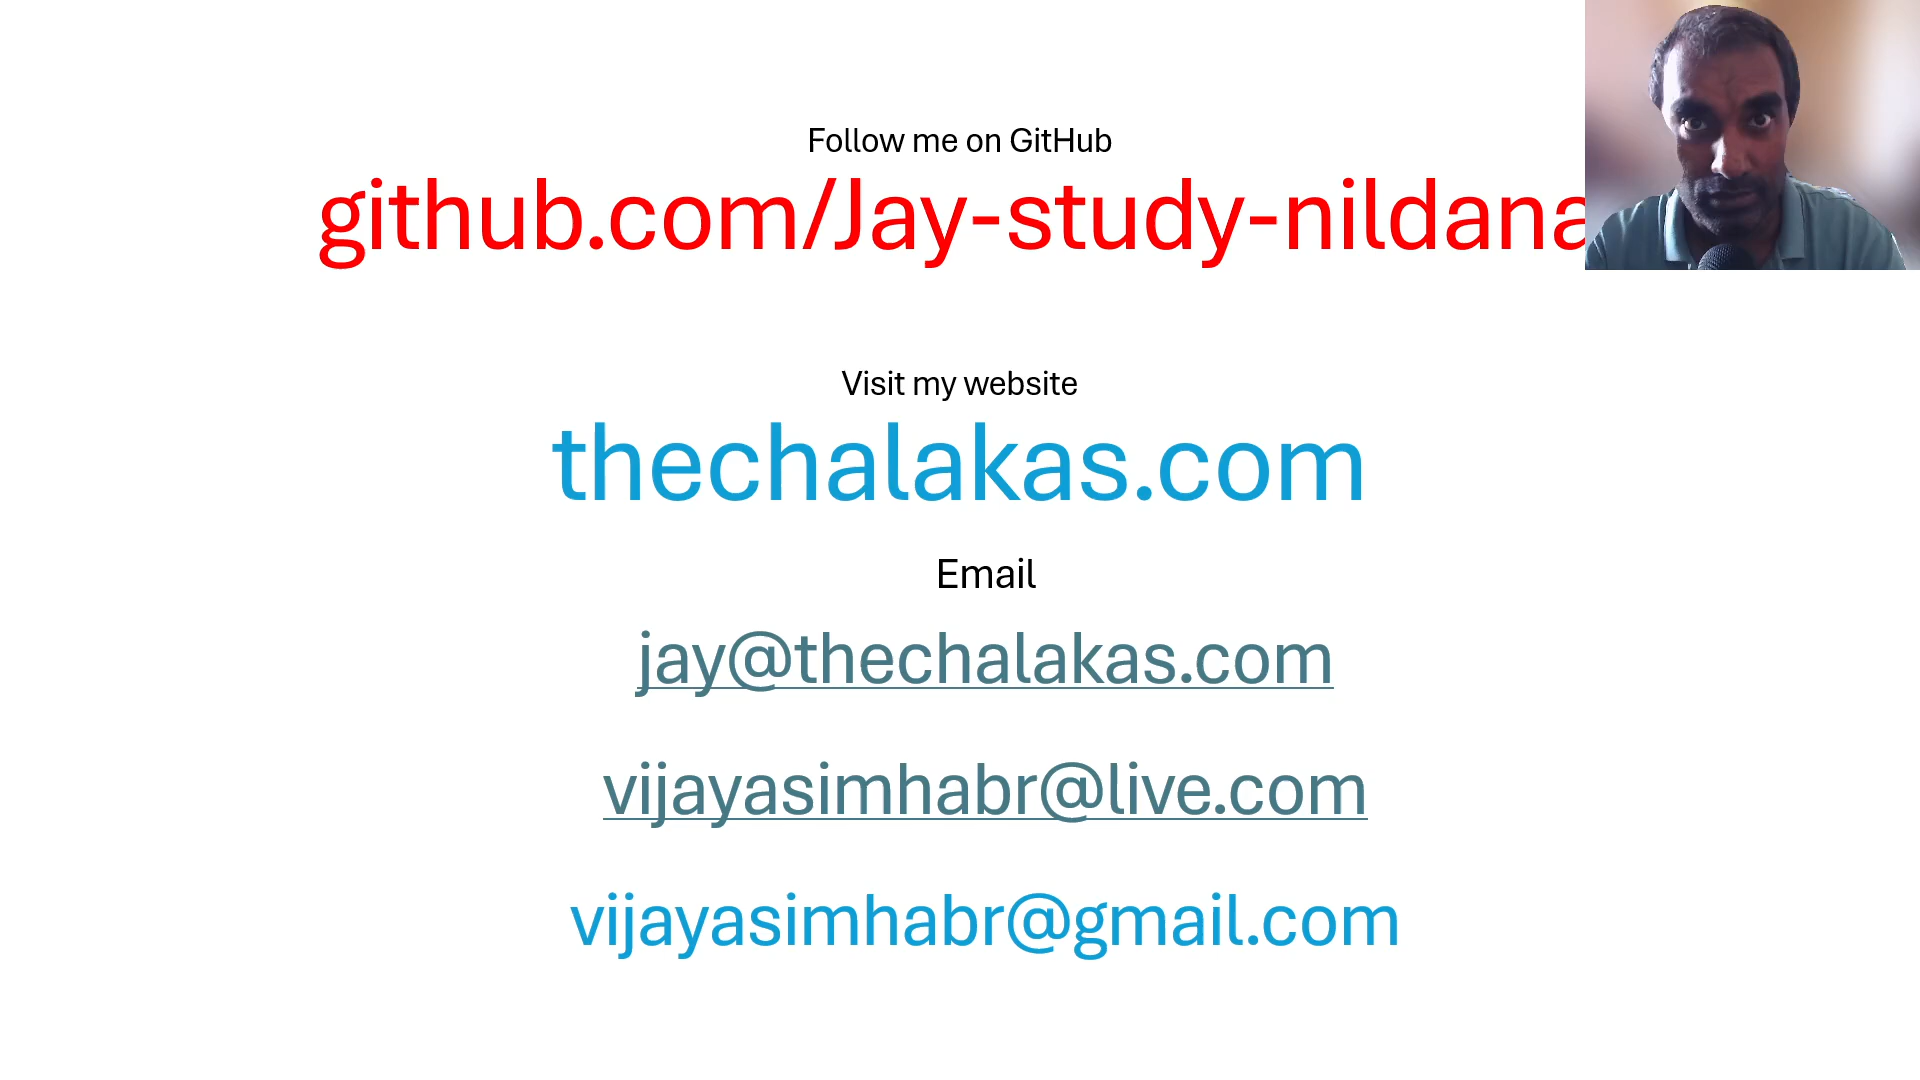 Follow me on GitHub
github.com/Jay-study-nildana
Visit my website
thechalakas.com
Email
jay@thechalakas.com
vijayasimhabr@live.com
vijayasimhabr@gmail.com